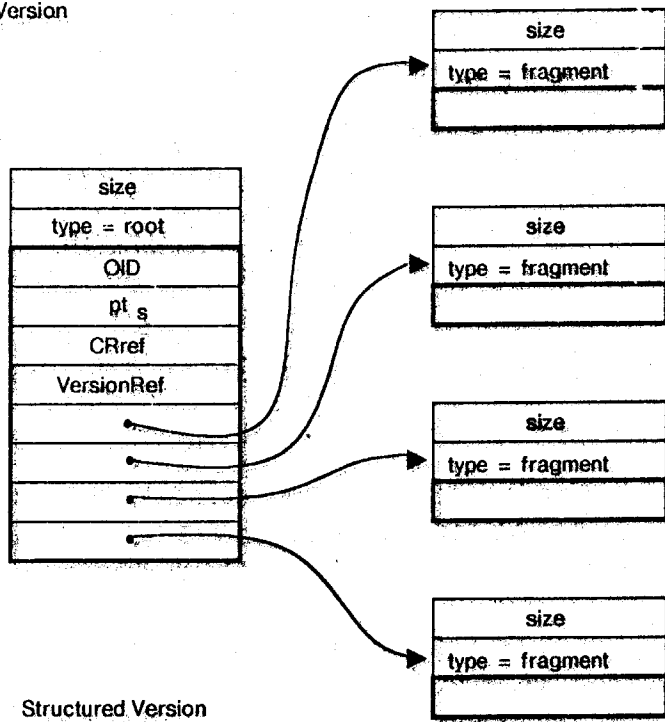 Version
size
type = fragment
size
type = root
OID
pt s
CRref
VersionRef
size
type = fragment
size
type = fragment
size
type = fragment
Structured Version